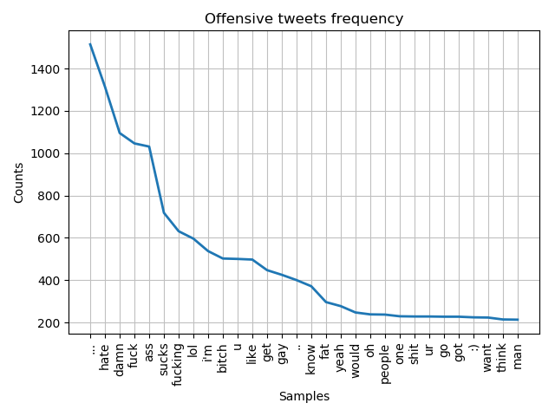 Offensive tweets frequency
Counts
1400
1200
1000
800
600
400
200
...
hate
damn
fuck
ass
sucks
fucking
lol
i'm
bitch
u
like
get
gay
..
know
fat
yeah
would
oh
people
one
shit
ur
go
got
:)
want
think
man
Samples